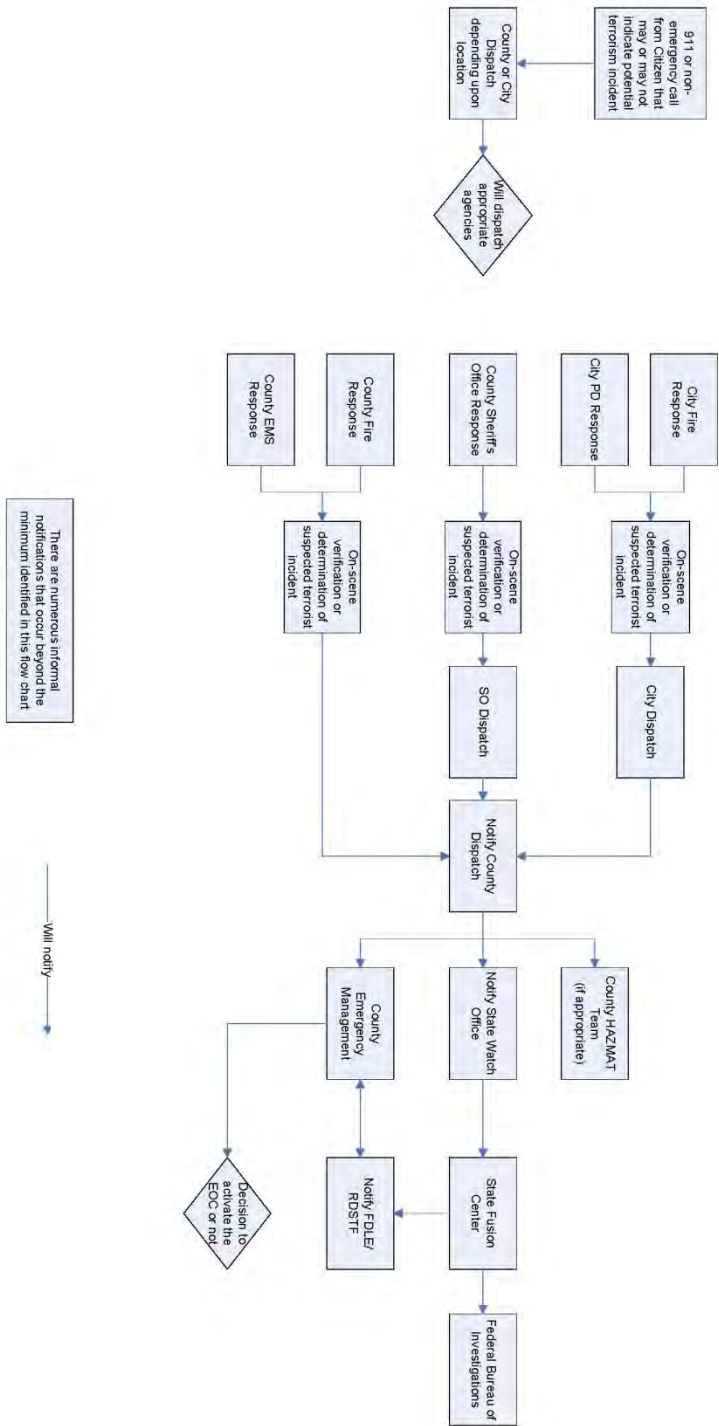 911 or non-
emergency call
from Citizen that
may or may not
indicate potential
terrorism incident
County or City
Dispatch
depending upon
location
Will dispatch
appropriate
agencies
City Fire
Response
City PD Response
County Sheriff's
Office Response
County Fire
Response
County EMS
Response
On-scene
verification or
determination of
suspected terrorist
incident
On-scene
verification or
determination of
suspected terrorist
incident
On-scene
verification or
determination of
suspected terrorist
incident
City Dispatch
SO Dispatch
Notify County
Dispatch
County HAZMAT
Team
(if appropriate)
Notify State Watch
Office
County
Emergency
Management
State Fusion
Center
Notify FDLE/
RDSTF
Decision to
activate the
EOC or not
Federal Bureau of
Investigations
There are numerous informal
notifications that occur beyond the
minimum identified in this flow chart
Will notify